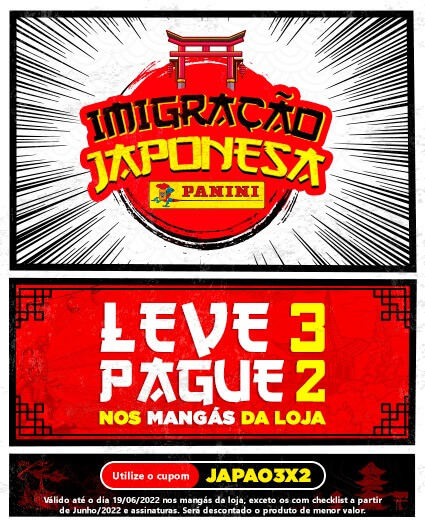 IMIGRAÇÃO
JAPONESA
PANINI
LEVE 3
PAGUE 2
NOS MANGÁS DA LOJA
Utilize o cupom JAPAO3X2
Válido até o dia 19/06/2022 nos mangás da loja, exceto os com checklist a partir
de Junho/2022 e assinaturas. Será descontado o produto de menor valor.